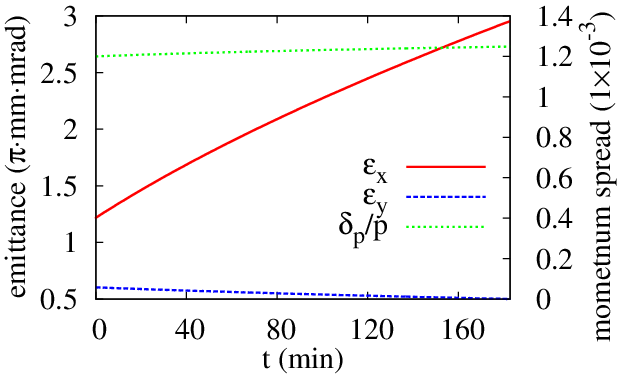 emittance (π·mm·mrad)
3
2.5
2
1.5
1
0.5
1.4
1.2
1
0.8
0.6
0.4
0.2
0
mometnum spread (1×10⁻³)
εx
εy
δp/p
0 40 80 120 160
t (min)